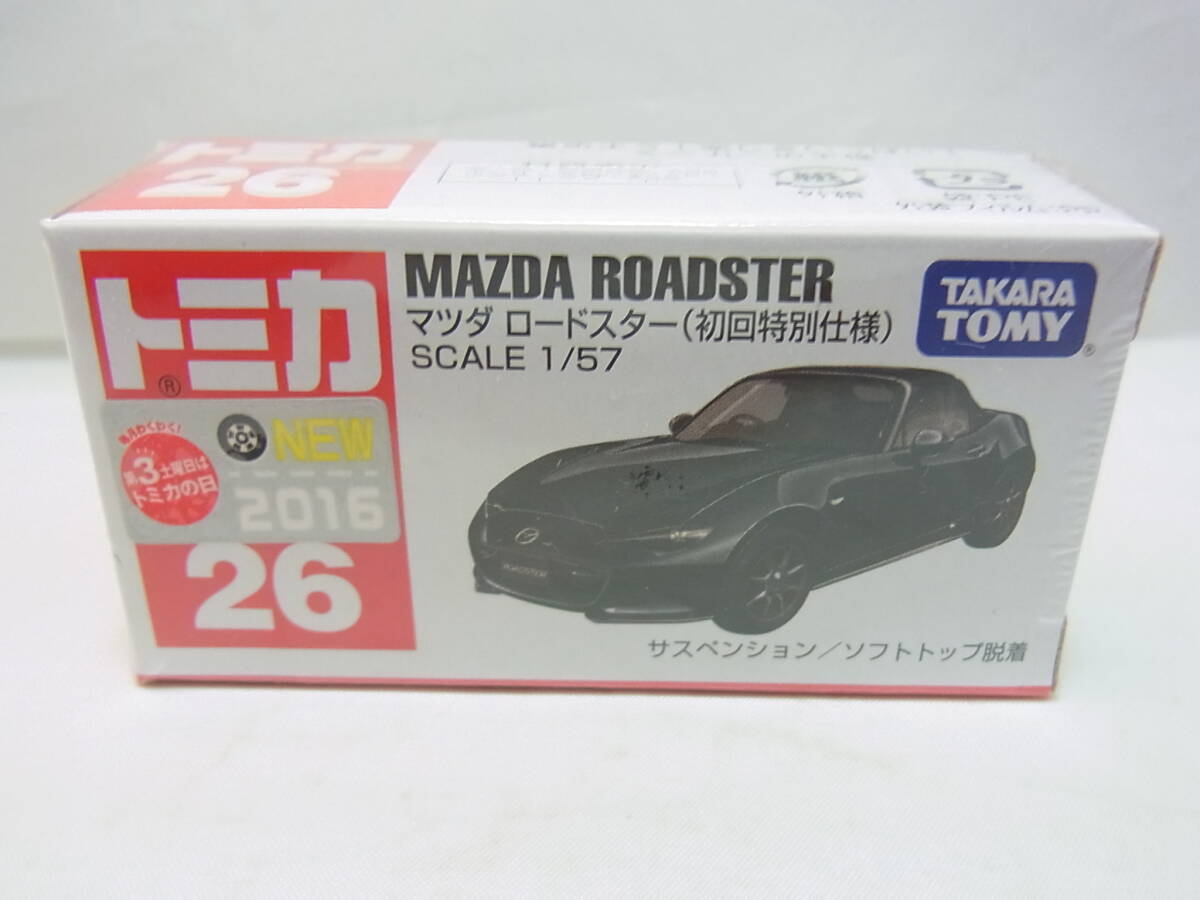 トミカ
26
トミカ®
MAZDA ROADSTER
マツダ ロードスター(初回特別仕様)
SCALE 1/57
TAKARA
TOMY®
毎月わくわく!
第3土曜日は
トミカの日
NEW
2016
26
ROADSTER
サスペンション/ソフトトップ脱着